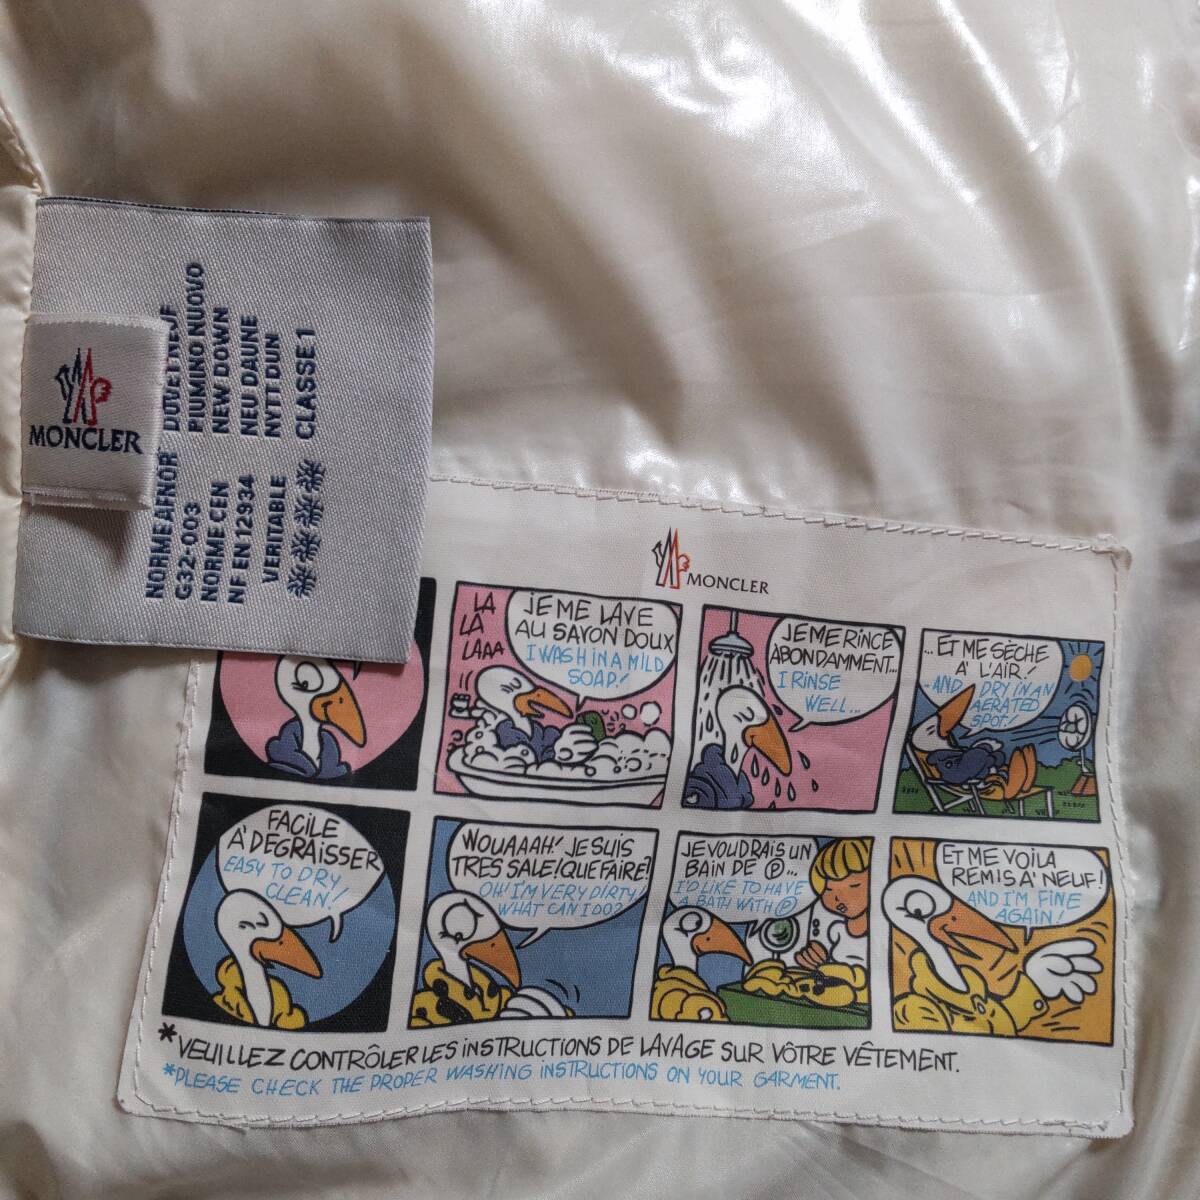 MONCLER
DUVET NEUF
PIUMINO NUOVO
NEW DOWN
NEU DAUNE
NYTT DUN
CLASSE 1
NORME AFNOR
G32-003
NORME CEN
NF EN 12934
VERITABLE
MONCLER
LA
LA
LAAA
JE ME LAVE
AU SAVON DOUX
I WASH IN A MILD
SOAP!
JE ME RINCE
ABONDAMMENT...
I RINSE
WELL...
...ET ME SÈCHE
A' L'AIR!
..AND DRY IN AN
AERATED
SPOT!
FACILE
A' DEGRAISSER
EASY TO DRY
CLEAN!
WOUAAAH! JE SUIS
TRES SALE! QUE FAIRE?
OH! I'M VERY DIRTY!
WHAT CAN I DO?
JE VOUDRAIS UN
BAIN DE Ⓟ...
I'D LIKE TO HAVE
A BATH WITH Ⓟ
ET ME VOILA
REMIS A' NEUF!
AND I'M FINE
AGAIN!
*VEUILLEZ CONTRÔLER LES INSTRUCTIONS DE LAVAGE SUR VÔTRE VÊTEMENT.
*PLEASE CHECK THE PROPER WASHING INSTRUCTIONS ON YOUR GARMENT.